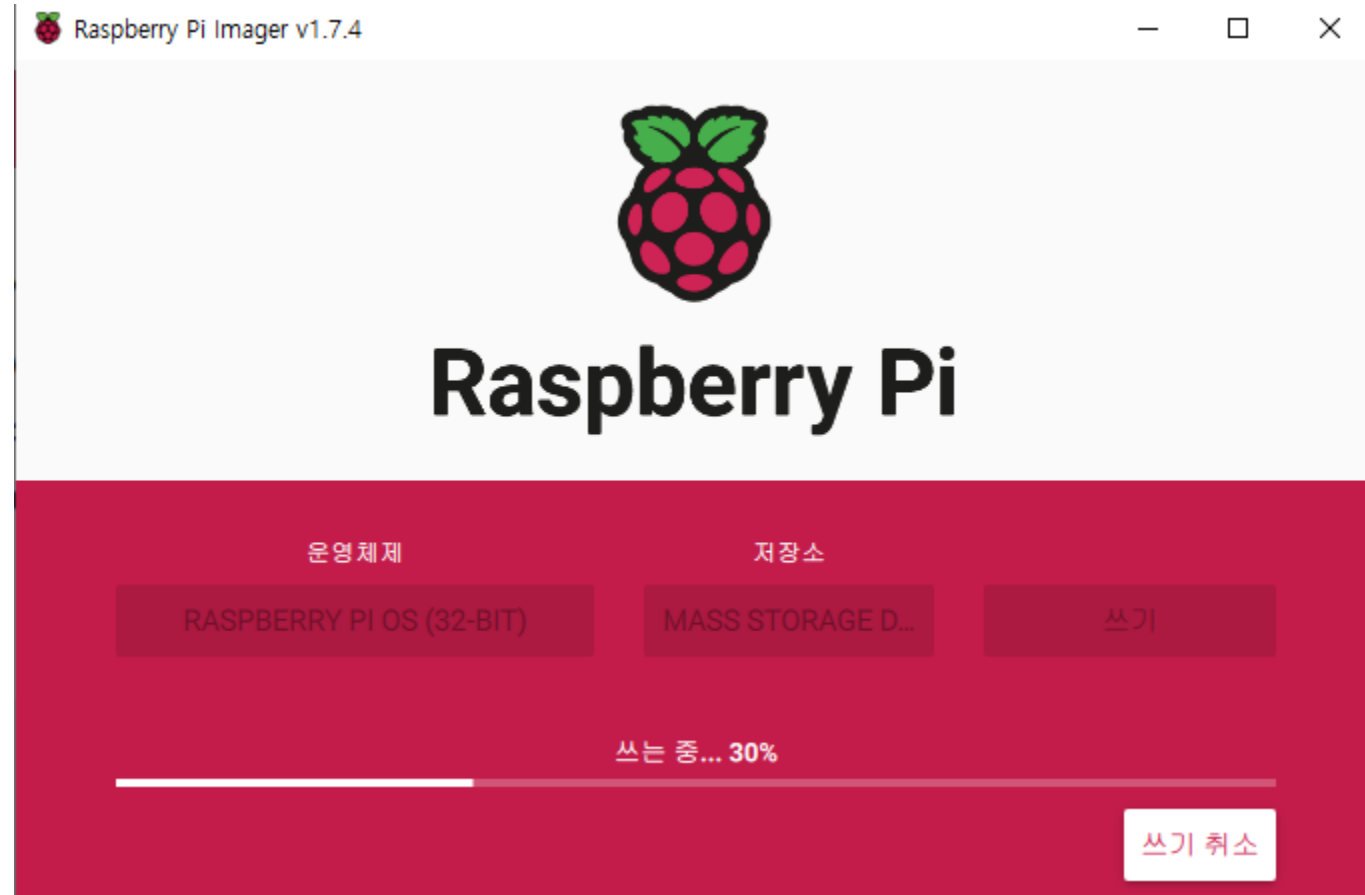 Raspberry Pi Imager v1.7.4
Raspberry Pi
운영체제 저장소
RASPBERRY PI OS (32-BIT) MASS STORAGE D... 쓰기
쓰는 중... 30%
쓰기 취소